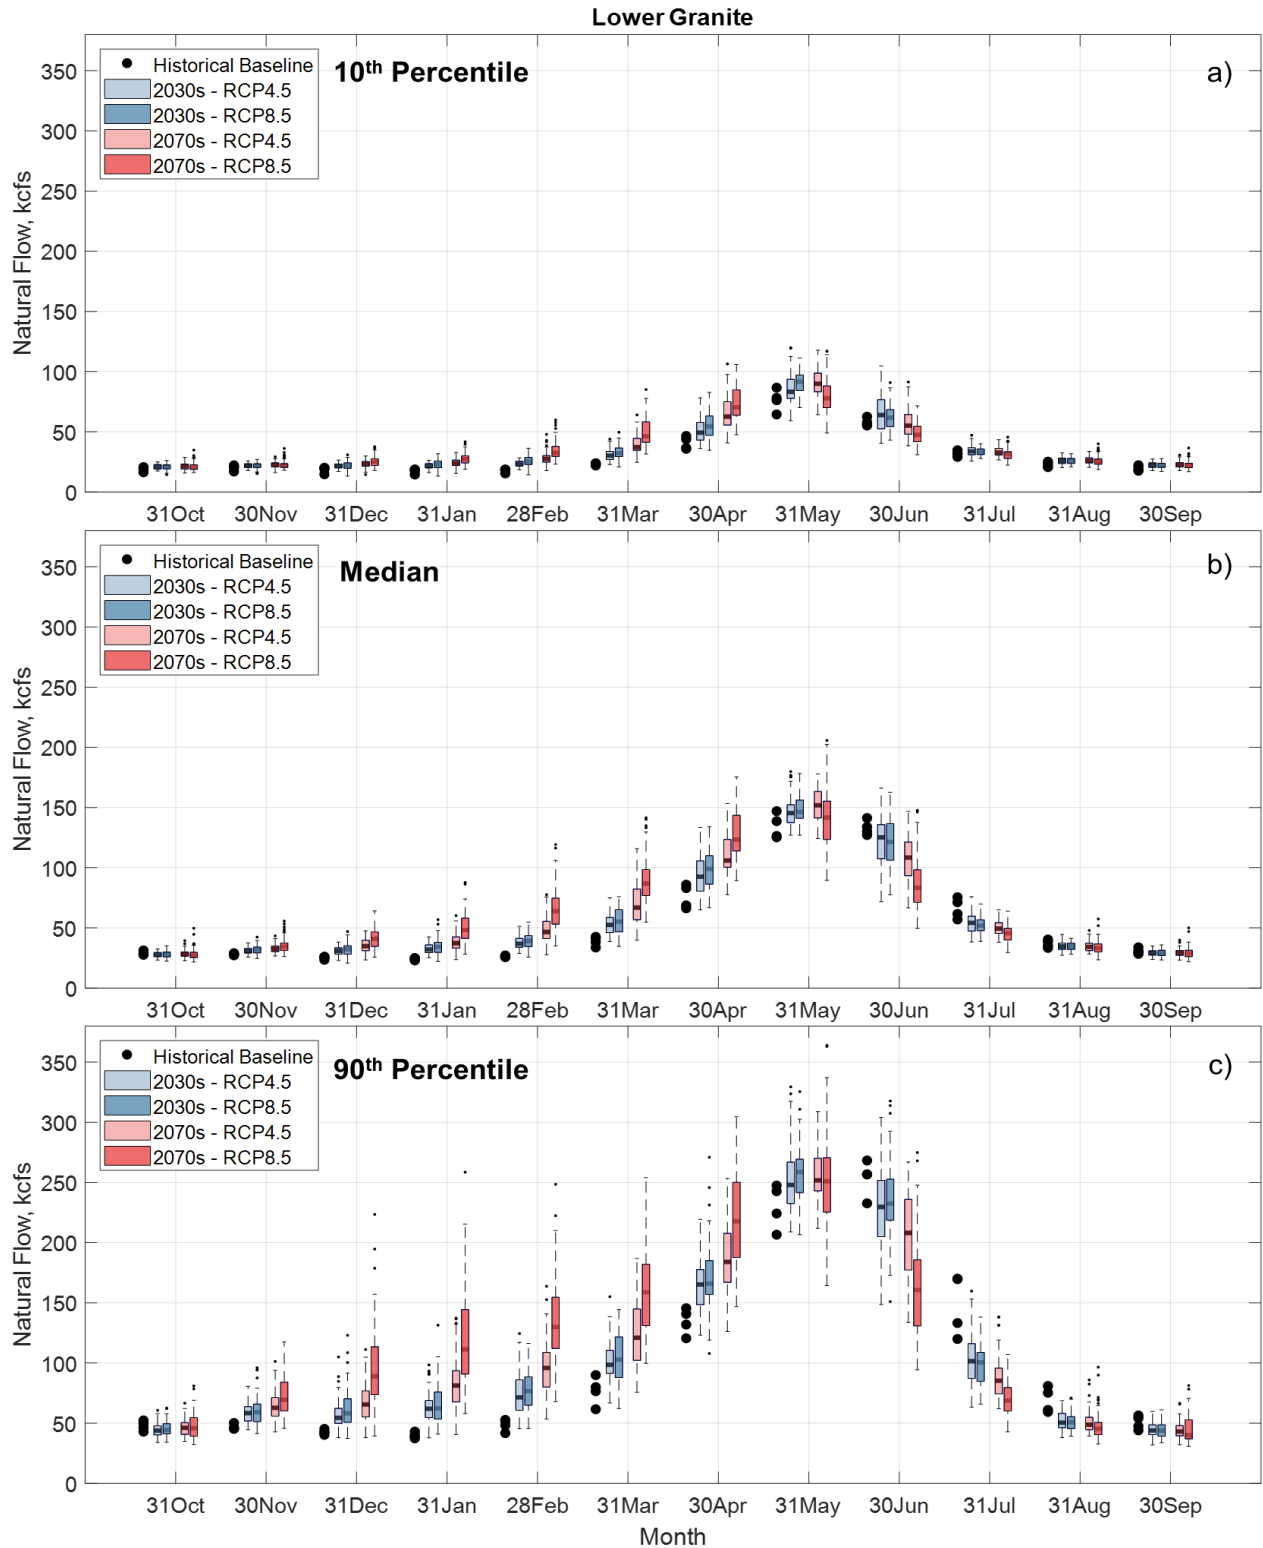 Lower Granite
Historical Baseline
2030s - RCP4.5
2030s - RCP8.5
2070s - RCP4.5
2070s - RCP8.5
10th Percentile
a)
350
300
250
200
150
100
50
0
Natural Flow, kcfs
31Oct 30Nov 31Dec 31Jan 28Feb 31Mar 30Apr 31May 30Jun 31Jul 31Aug 30Sep
Historical Baseline
2030s - RCP4.5
2030s - RCP8.5
2070s - RCP4.5
2070s - RCP8.5
Median
b)
350
300
250
200
150
100
50
0
Natural Flow, kcfs
31Oct 30Nov 31Dec 31Jan 28Feb 31Mar 30Apr 31May 30Jun 31Jul 31Aug 30Sep
Historical Baseline
2030s - RCP4.5
2030s - RCP8.5
2070s - RCP4.5
2070s - RCP8.5
90th Percentile
c)
350
300
250
200
150
100
50
0
Natural Flow, kcfs
31Oct 30Nov 31Dec 31Jan 28Feb 31Mar 30Apr 31May 30Jun 31Jul 31Aug 30Sep
Month